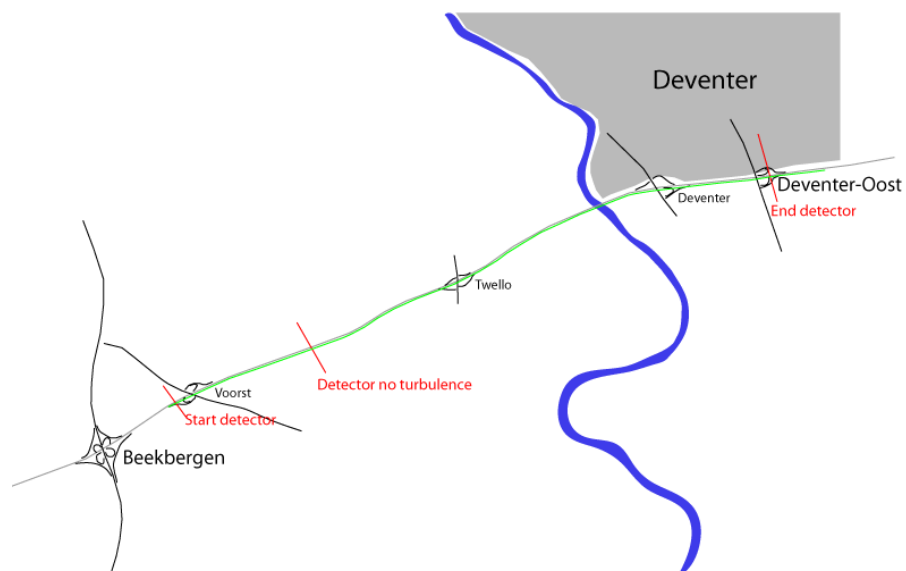 Deventer
Deventer-Oost
Deventer
End detector
Twello
Detector no turbulence
Voorst
Start detector
Beekbergen